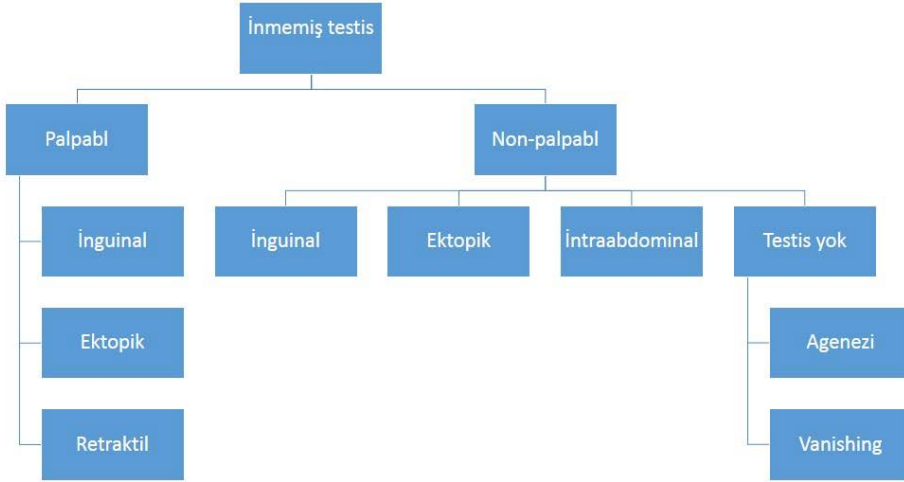 İnmemiş testis
Palpabl
Non-palpabl
İnguinal
İnguinal
Ektopik
İntraabdominal
Testis yok
Ektopik
Agenezi
Retraktil
Vanishing